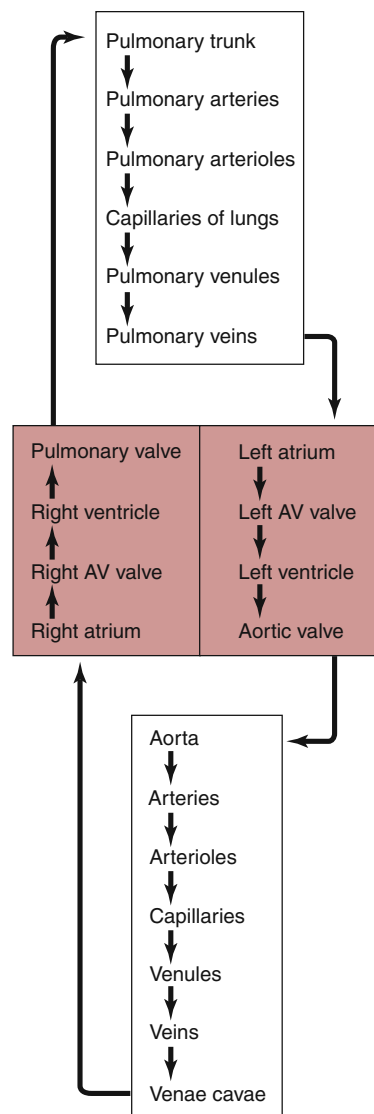 Pulmonary trunk
Pulmonary arteries
Pulmonary arterioles
Capillaries of lungs
Pulmonary venules
Pulmonary veins
Pulmonary valve
Right ventricle
Right AV valve
Right atrium
Left atrium
Left AV valve
Left ventricle
Aortic valve
Aorta
Arteries
Arterioles
Capillaries
Venules
Veins
Venae cavae